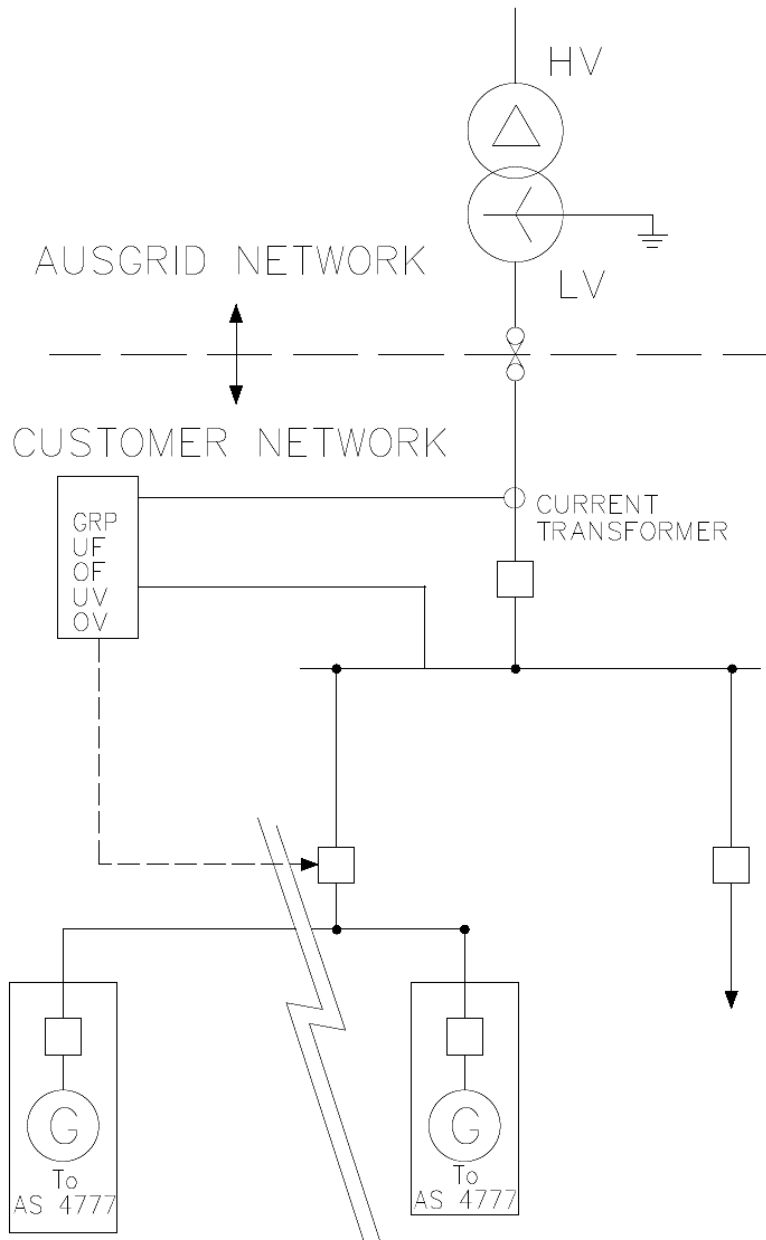 HV
AUSGRID NETWORK
LV
CUSTOMER NETWORK
CURRENT
TRANSFORMER
GRP
UF
OF
UV
OV
G
To
AS 4777
G
To
AS 4777